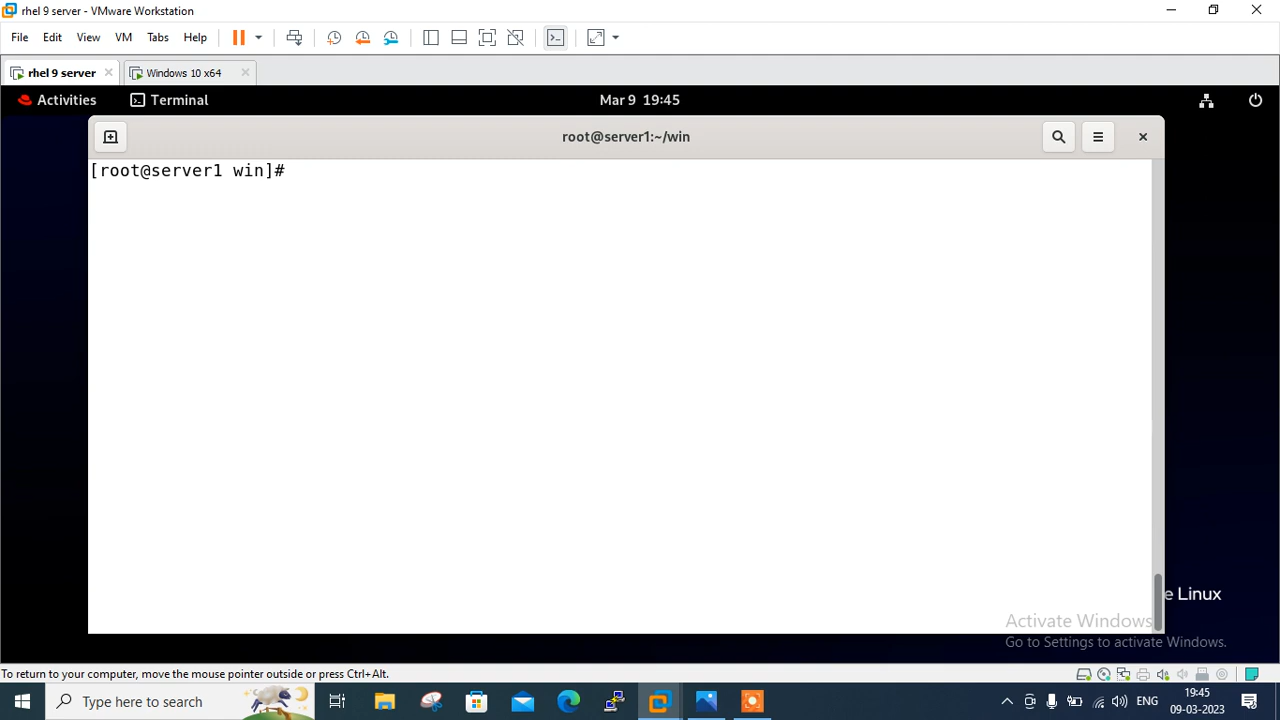 rhel 9 server - VMware Workstation
File Edit View VM Tabs Help
rhel 9 server Windows 10 x64
Activities Terminal Mar 9 19:45
root@server1:~/win
[root@server1 win]#
e Linux
Activate Windows
Go to Settings to activate Windows.
To return to your computer, move the mouse pointer outside or press Ctrl+Alt.
Type here to search ENG 19:45
09-03-2023